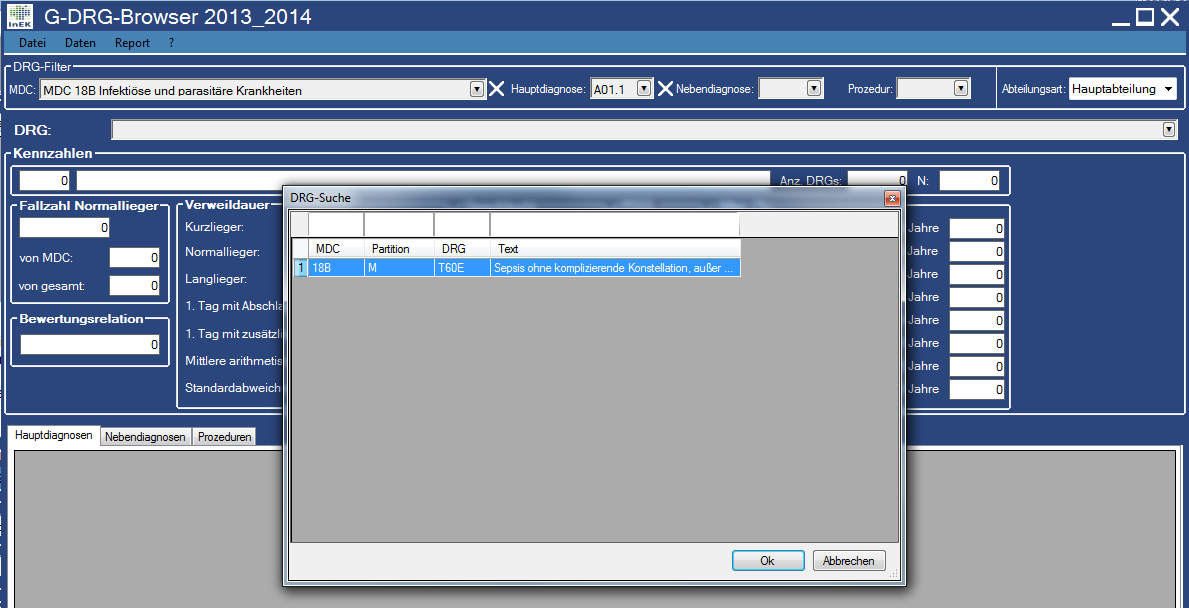 InEK G-DRG-Browser 2013_2014
Datei Daten Report ?
DRG-Filter
MDC: MDC 18B Infektiöse und parasitäre Krankheiten Hauptdiagnose: A01.1 Nebendiagnose: Prozedur: Abteilungsart: Hauptabteilung
DRG:
Kennzahlen
0 Anz. DRGs: 0 N: 0
Fallzahl Normallieger
0
von MDC: 0
von gesamt: 0
Bewertungsrelation
0
Verweildauer
Kurzlieger:
Normallieger:
Langlieger:
1. Tag mit Abschla
1. Tag mit zusätzli
Mittlere arithmetis
Standardabweich
DRG-Suche
MDC Partition DRG Text
1 18B M T60E Sepsis ohne komplizierende Konstellation, außer ...
Ok Abbrechen
Jahre 0
Jahre 0
Jahre 0
Jahre 0
Jahre 0
Jahre 0
Jahre 0
Jahre 0
Hauptdiagnosen Nebendiagnosen Prozeduren